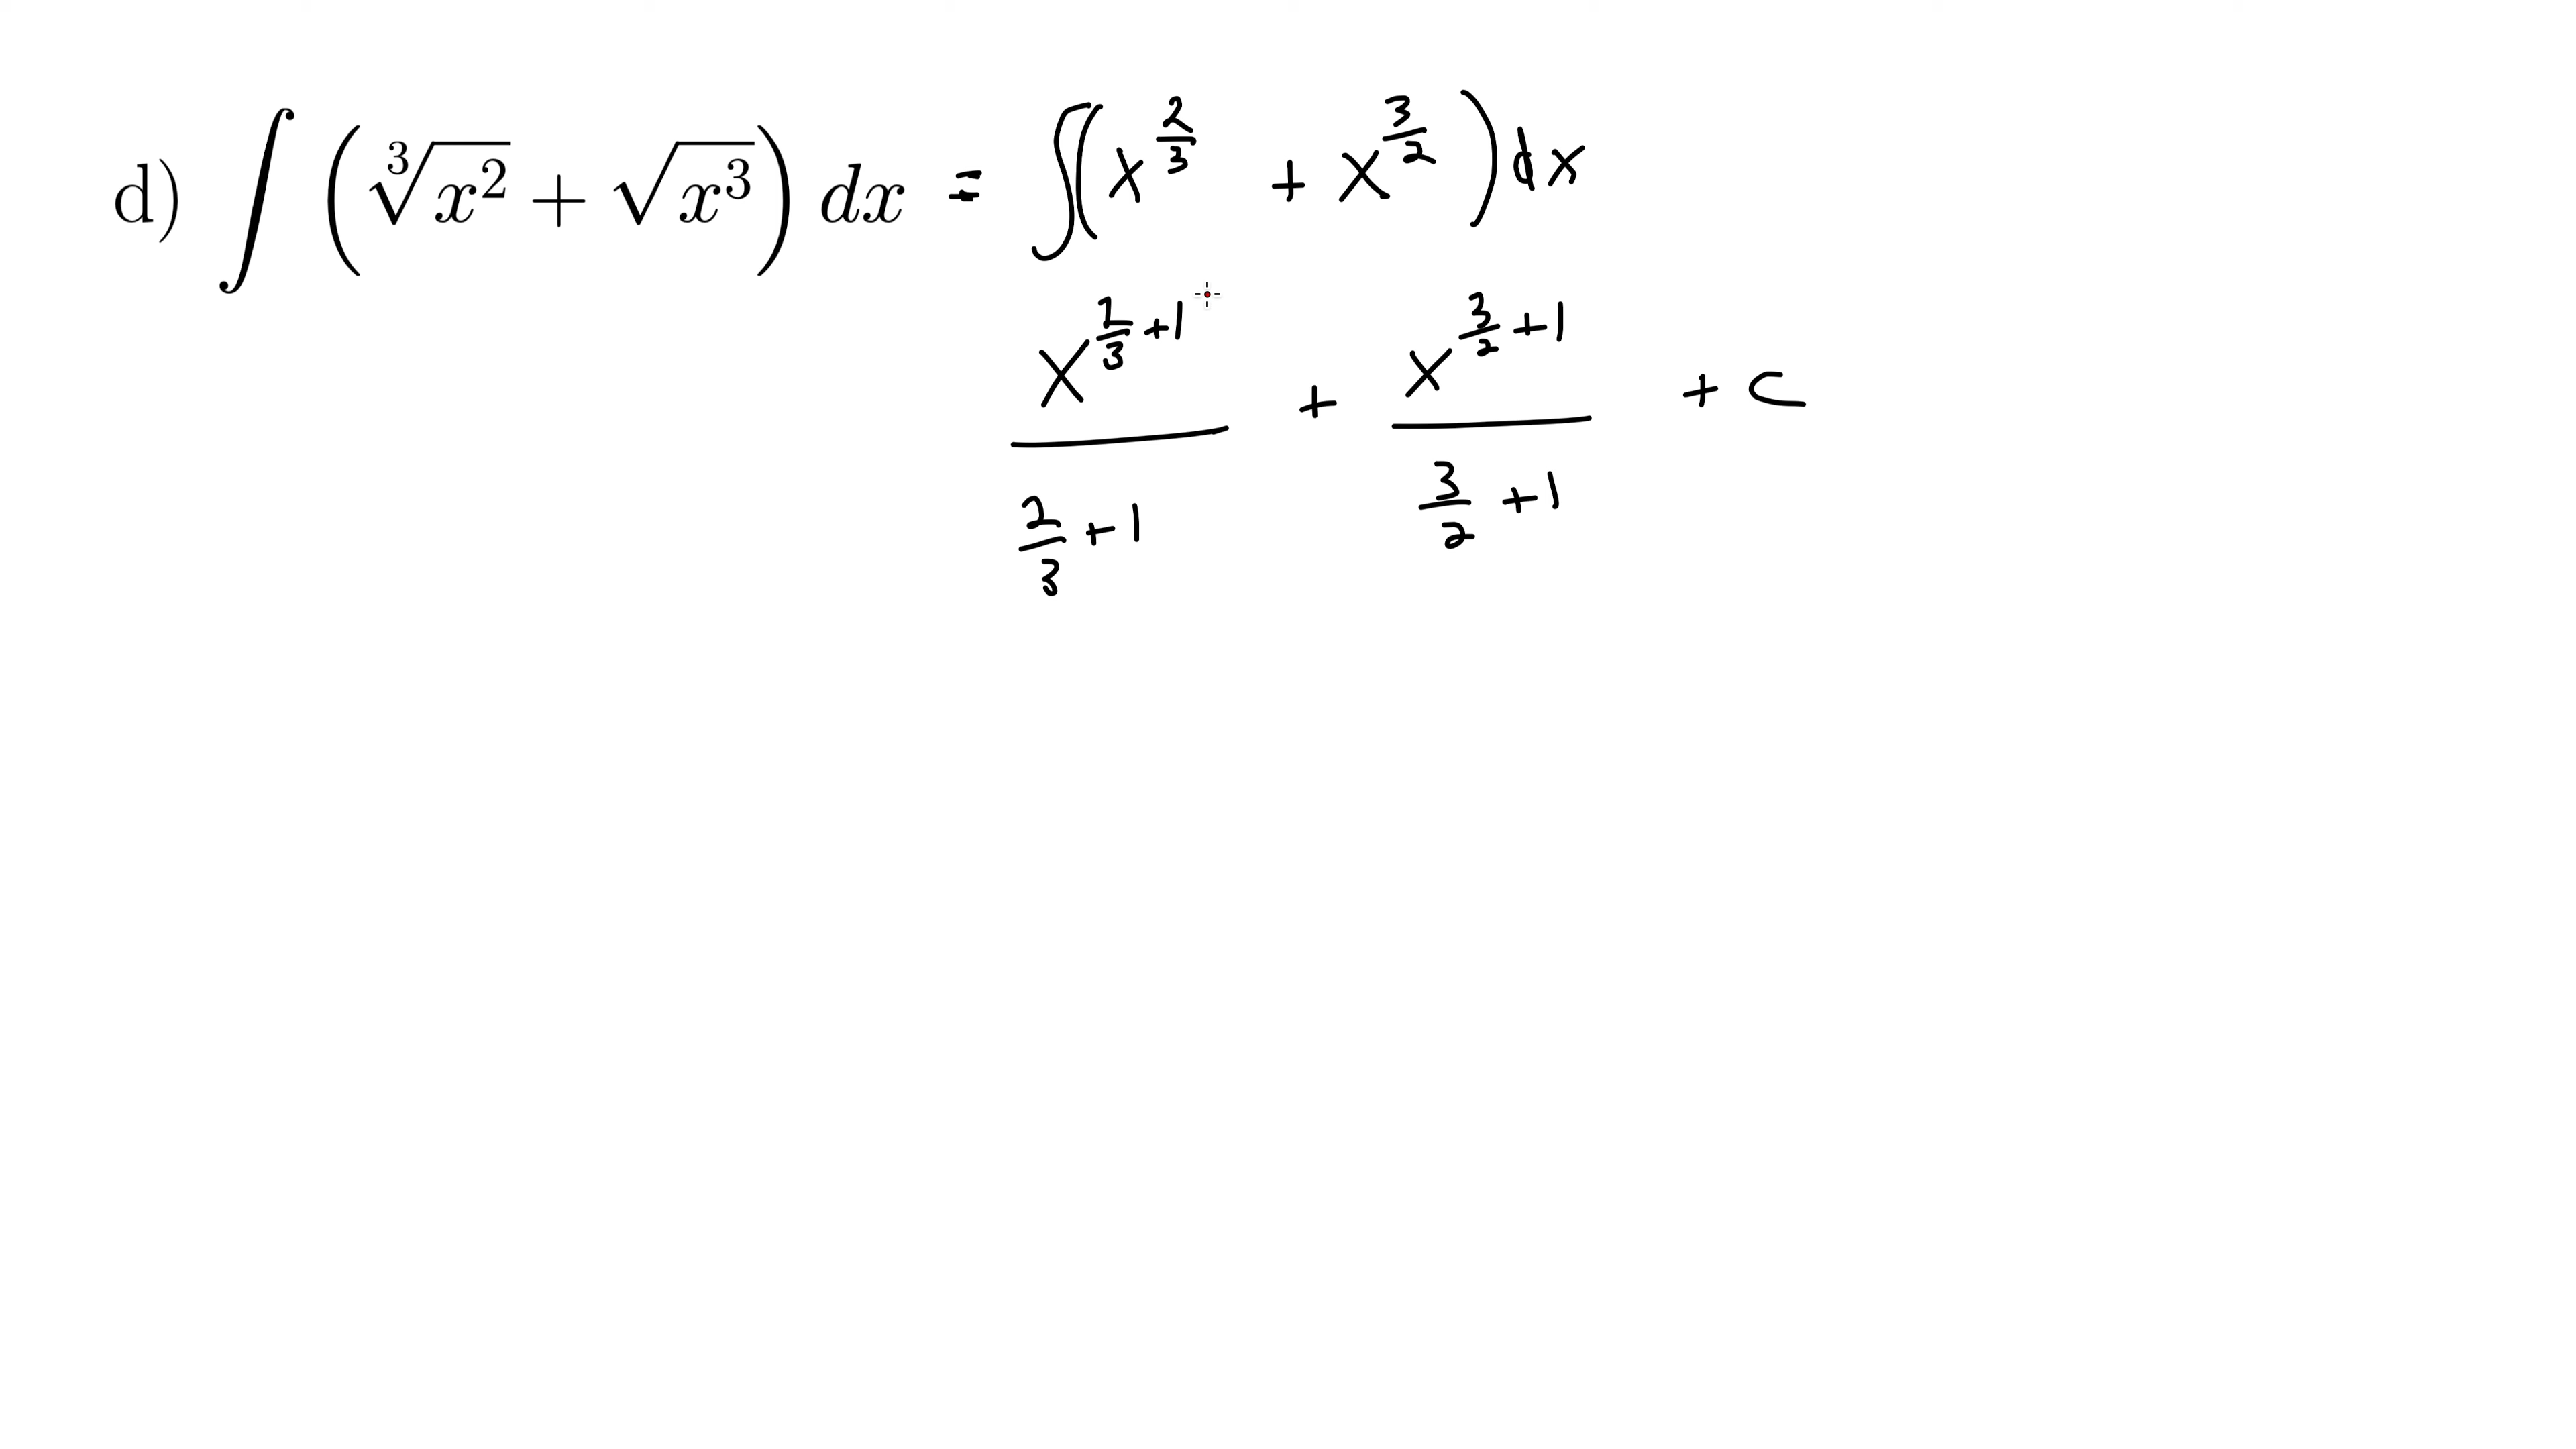 d) ∫ (∛(x²) + √(x³)) dx = ∫(x^(2/3) + x^(3/2)) dx
x^(2/3 + 1) / (2/3 + 1) + x^(3/2 + 1) / (3/2 + 1) + C